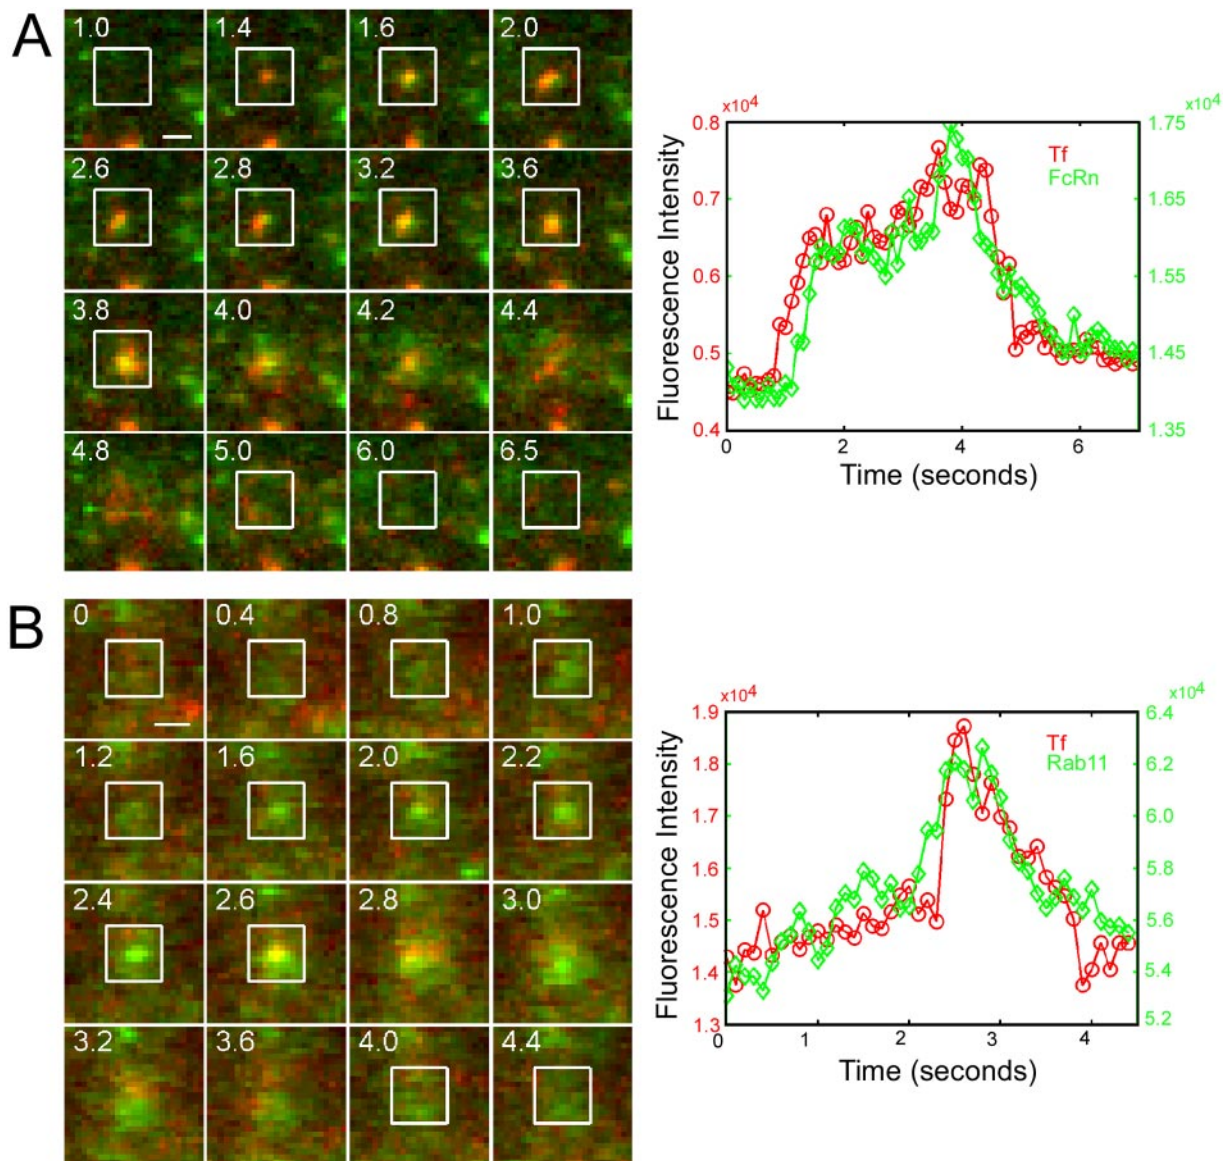 A
1.0 1.4 1.6 2.0
2.6 2.8 3.2 3.6
3.8 4.0 4.2 4.4
4.8 5.0 6.0 6.5
x10⁴ x10⁴
0.8 1.75
Tf
FcRn
0.7 1.65
0.6 1.55
0.5 1.45
0.4 1.35
Fluorescence Intensity
0 2 4 6
Time (seconds)
B
0 0.4 0.8 1.0
1.2 1.6 2.0 2.2
2.4 2.6 2.8 3.0
3.2 3.6 4.0 4.4
x10⁴ x10⁴
1.9 6.4
Tf
Rab11
1.8 6.2
1.7 6.0
1.6 5.8
1.5 5.6
1.4 5.4
1.3 5.2
Fluorescence Intensity
0 1 2 3 4
Time (seconds)